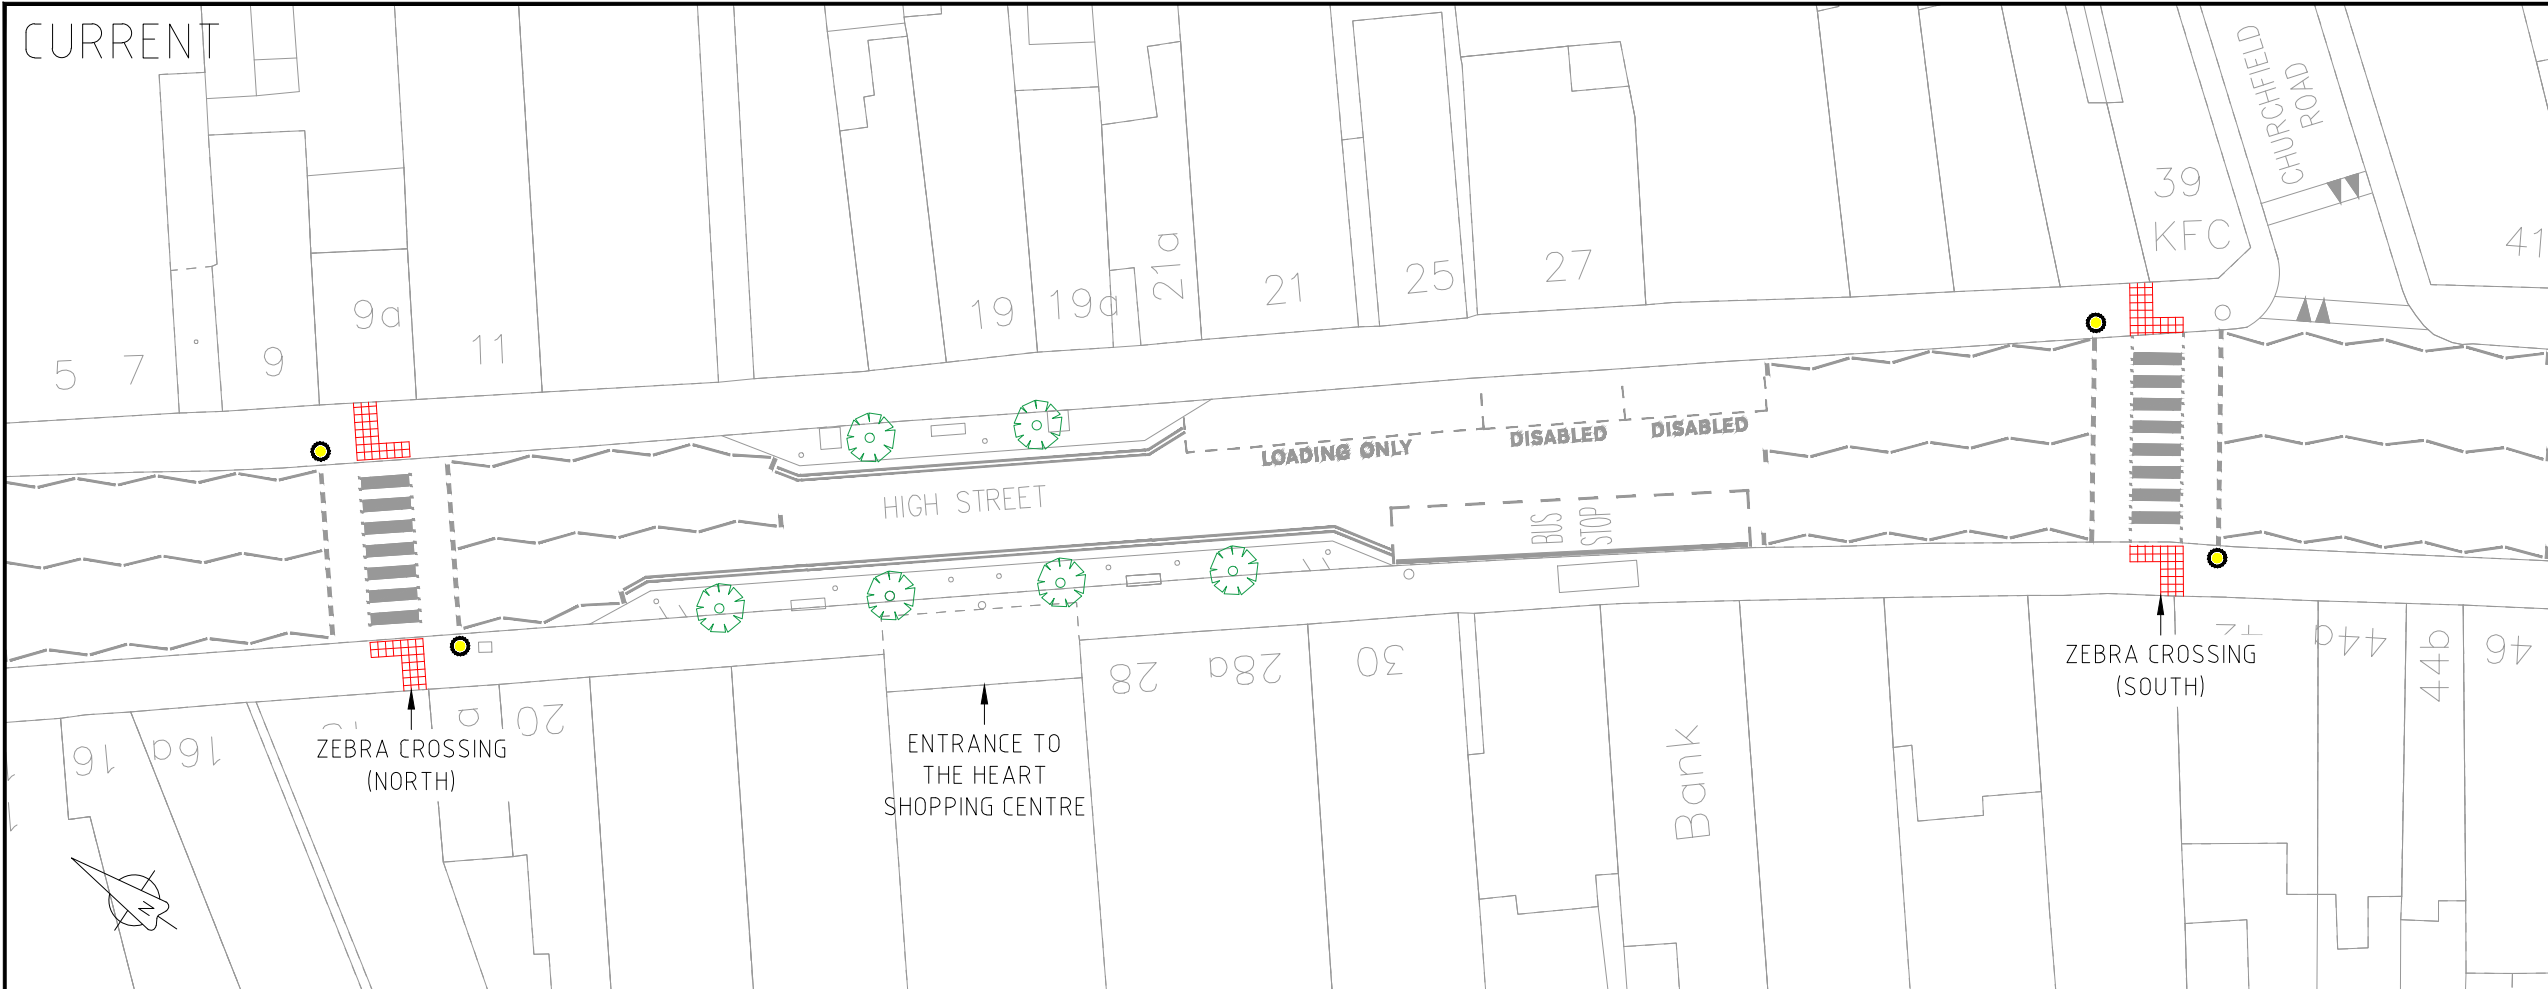 CURRENT
CHURCHFIELD
ROAD
39
KFC
41
5
7
9
9a
11
19
19a
21a
21
25
27
LOADING ONLY
DISABLED
DISABLED
HIGH STREET
BUS
STOP
16
16a
a
20
28
28a
30
Bank
44a
44b
46
ZEBRA CROSSING
(NORTH)
ENTRANCE TO
THE HEART
SHOPPING CENTRE
ZEBRA CROSSING
(SOUTH)
N